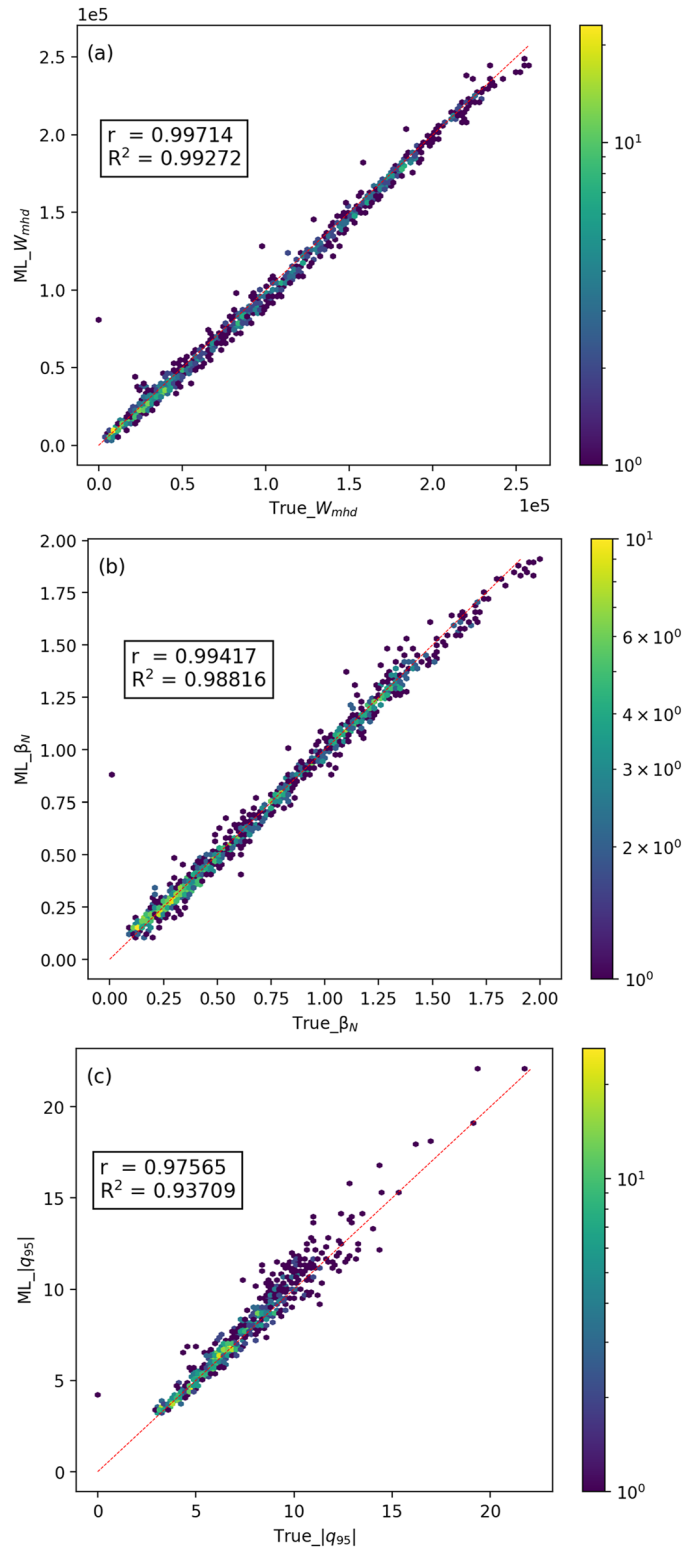 1e5
(a)
r = 0.99714
R² = 0.99272
2.5
2.0
1.5
1.0
0.5
0.0
ML_W_mhd
0.0 0.5 1.0 1.5 2.0 2.5
True_W_mhd
1e5
10¹
10⁰
(b)
r = 0.99417
R² = 0.98816
2.00
1.75
1.50
1.25
1.00
0.75
0.50
0.25
0.00
ML_β_N
0.00 0.25 0.50 0.75 1.00 1.25 1.50 1.75 2.00
True_β_N
10¹
6 × 10⁰
4 × 10⁰
3 × 10⁰
2 × 10⁰
10⁰
(c)
r = 0.97565
R² = 0.93709
20
15
10
5
0
ML_|q₉₅|
0 5 10 15 20
True_|q₉₅|
10¹
10⁰